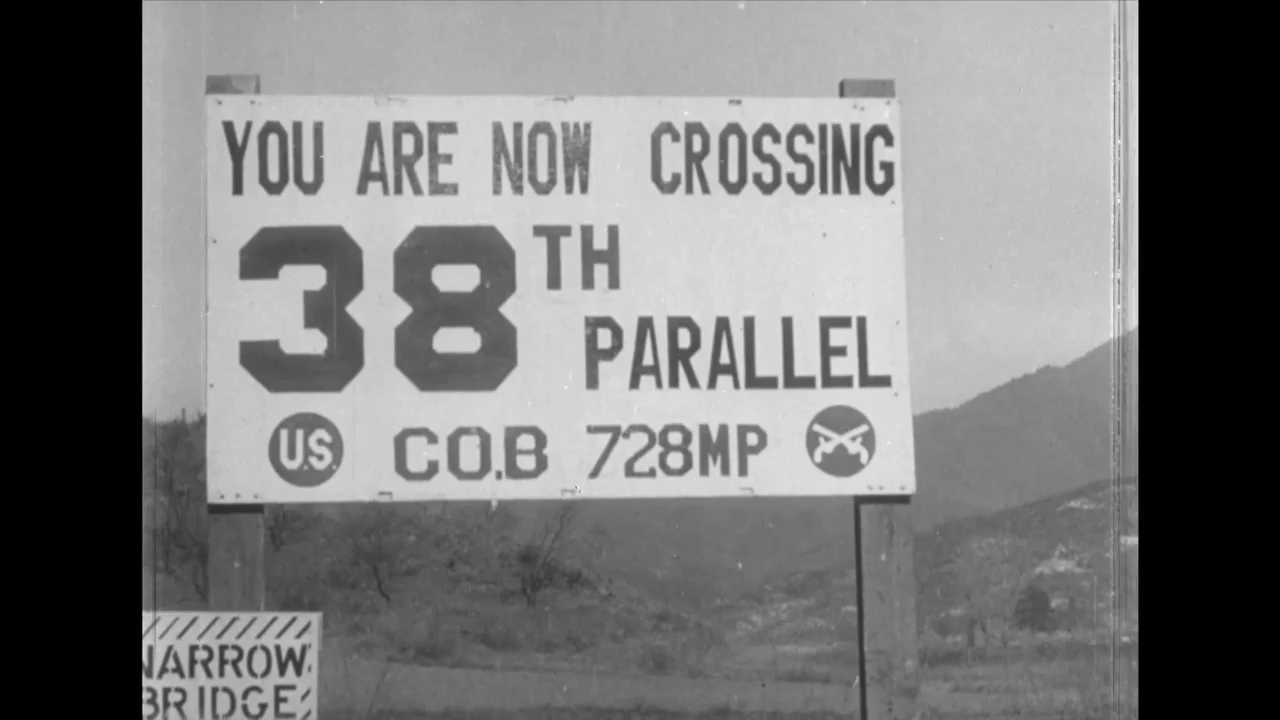 YOU ARE NOW CROSSING
38TH
PARALLEL
U.S. CO.B 728MP
NARROW
BRIDGE